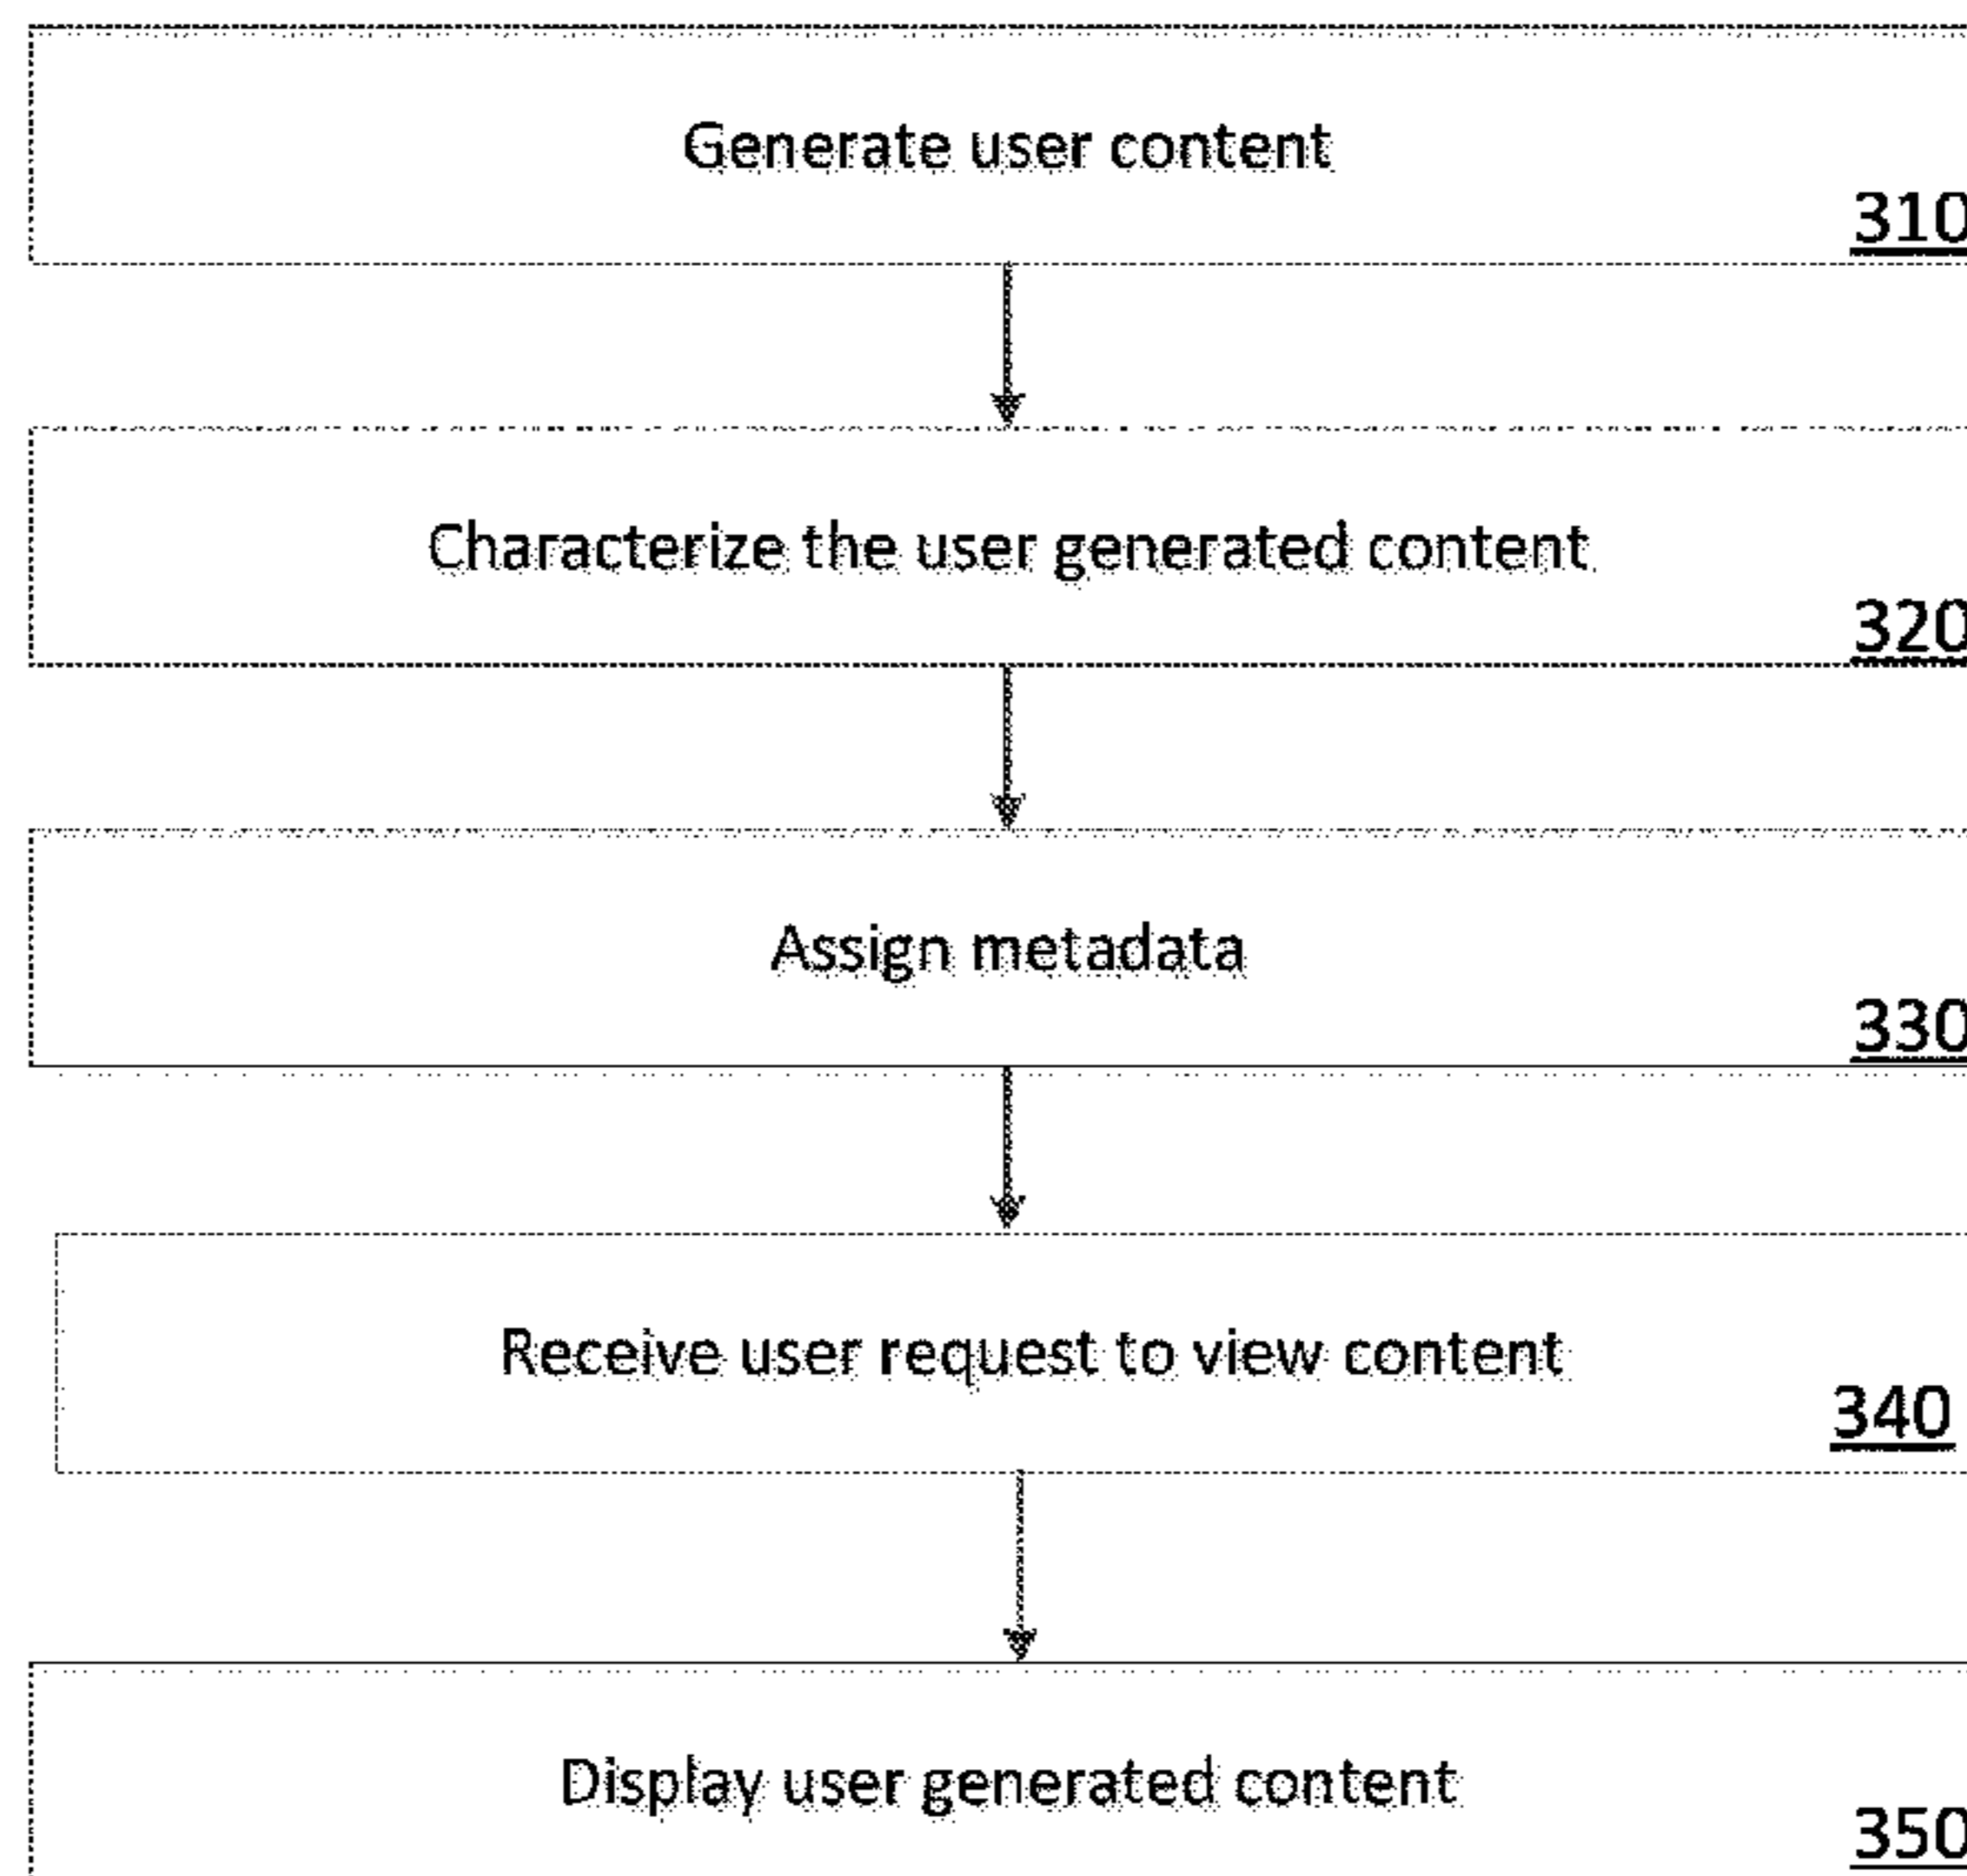 Generate user content
310
Characterize the user generated content
320
Assign metadata
330
Receive user request to view content
340
Display user generated content
350